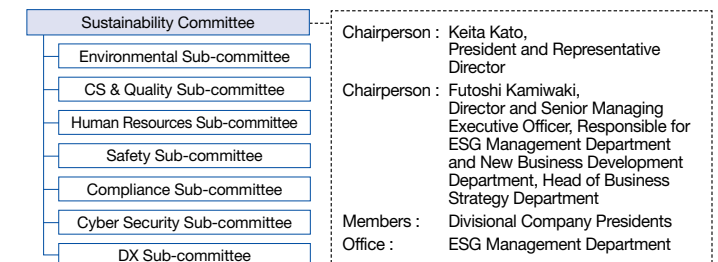 Sustainability Committee
Environmental Sub-committee
CS & Quality Sub-committee
Human Resources Sub-committee
Safety Sub-committee
Compliance Sub-committee
Cyber Security Sub-committee
DX Sub-committee
Chairperson : Keita Kato,
President and Representative
Director
Chairperson : Futoshi Kamiwaki,
Director and Senior Managing
Executive Officer, Responsible for
ESG Management Department
and New Business Development
Department, Head of Business
Strategy Department
Members : Divisional Company Presidents
Office : ESG Management Department